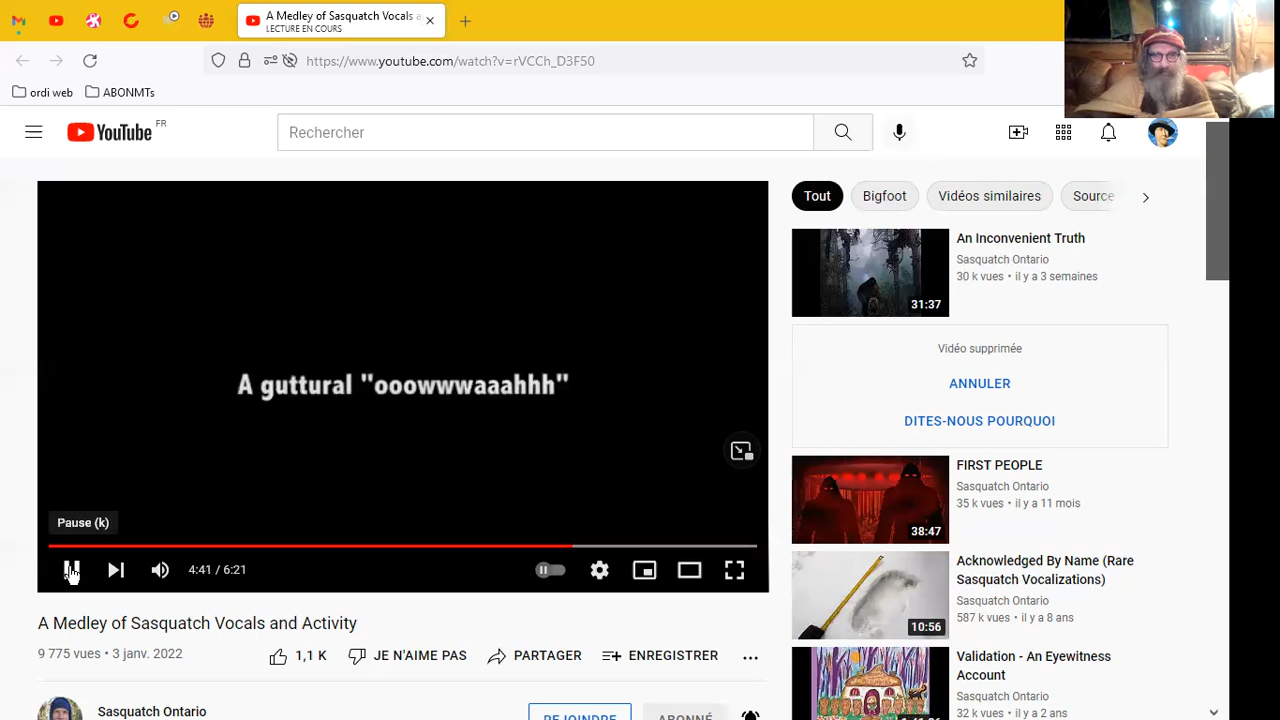 A Medley of Sasquatch Vocals a
LECTURE EN COURS
https://www.youtube.com/watch?v=rVCCh_D3F50
ordi web
ABONMTs
YouTube FR
Rechercher
Tout
Bigfoot
Vidéos similaires
Source
A guttural "ooowwwaaahhh"
Pause (k)
4:41 / 6:21
A Medley of Sasquatch Vocals and Activity
9 775 vues • 3 janv. 2022
1,1 K
JE N'AIME PAS
PARTAGER
ENREGISTRER
Sasquatch Ontario
REJOINDRE
ABONNÉ
An Inconvenient Truth
Sasquatch Ontario
30 k vues • il y a 3 semaines
31:37
Vidéo supprimée
ANNULER
DITES-NOUS POURQUOI
FIRST PEOPLE
Sasquatch Ontario
35 k vues • il y a 11 mois
38:47
Acknowledged By Name (Rare
Sasquatch Vocalizations)
Sasquatch Ontario
587 k vues • il y a 8 ans
10:56
Validation - An Eyewitness
Account
Sasquatch Ontario
32 k vues • il y a 2 ans